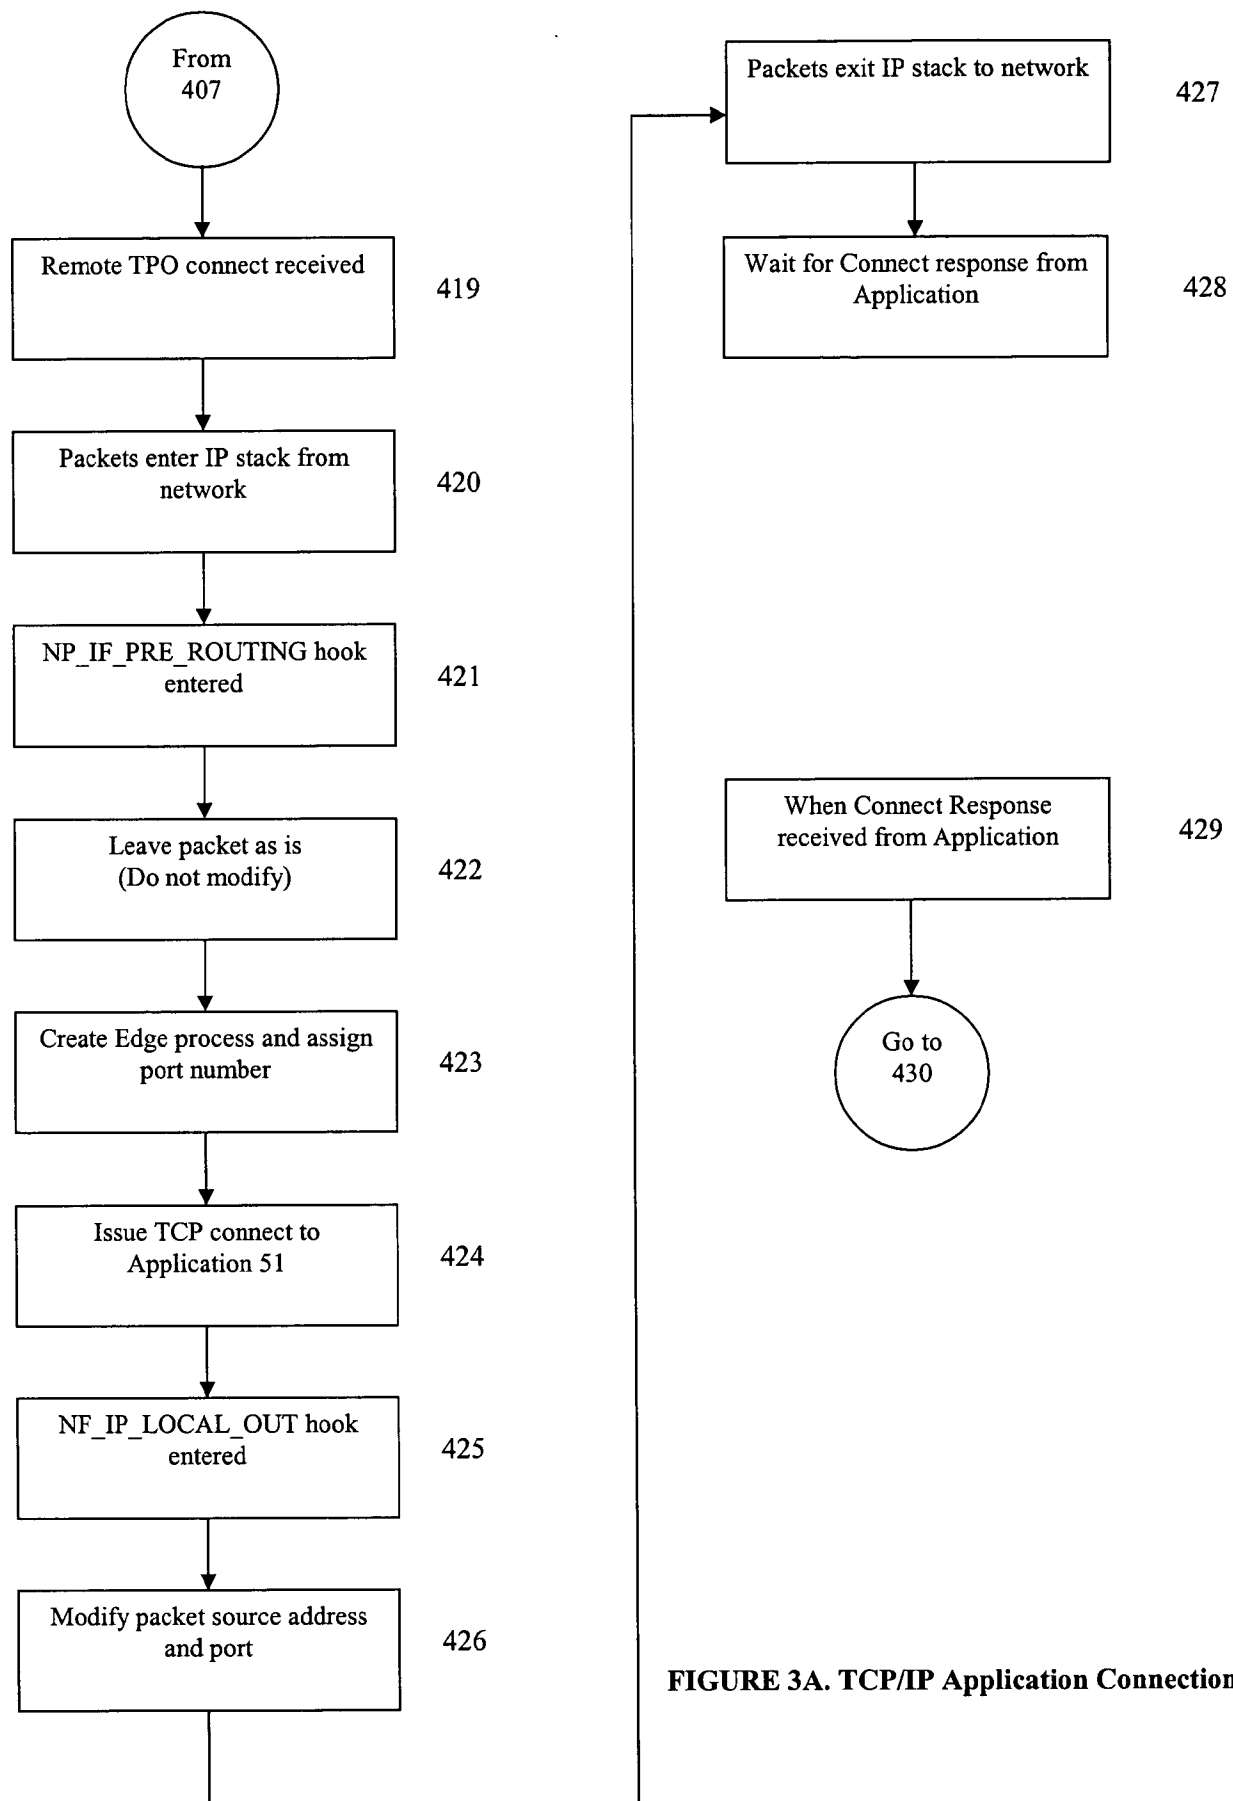 From
407
Remote TPO connect received
419
Packets enter IP stack from
network
420
NP_IF_PRE_ROUTING hook
entered
421
Leave packet as is
(Do not modify)
422
Create Edge process and assign
port number
423
Issue TCP connect to
Application 51
424
NF_IP_LOCAL_OUT hook
entered
425
Modify packet source address
and port
426
Packets exit IP stack to network
427
Wait for Connect response from
Application
428
When Connect Response
received from Application
429
Go to
430
FIGURE 3A. TCP/IP Application Connection